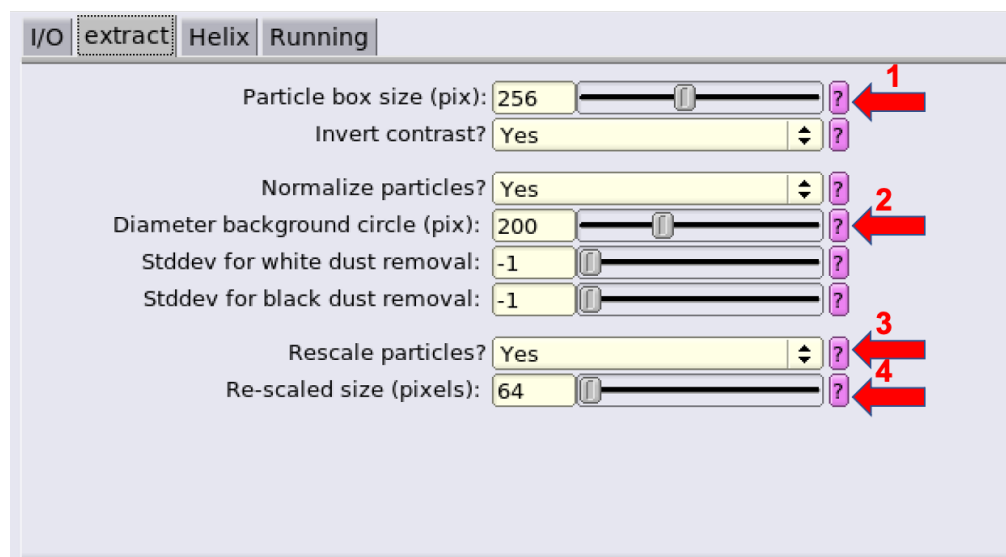 I/O extract Helix Running
1
Particle box size (pix): 256 ?
Invert contrast? Yes ?
Normalize particles? Yes ?
2
Diameter background circle (pix): 200 ?
Stddev for white dust removal: -1 ?
Stddev for black dust removal: -1 ?
3
Rescale particles? Yes ?
4
Re-scaled size (pixels): 64 ?